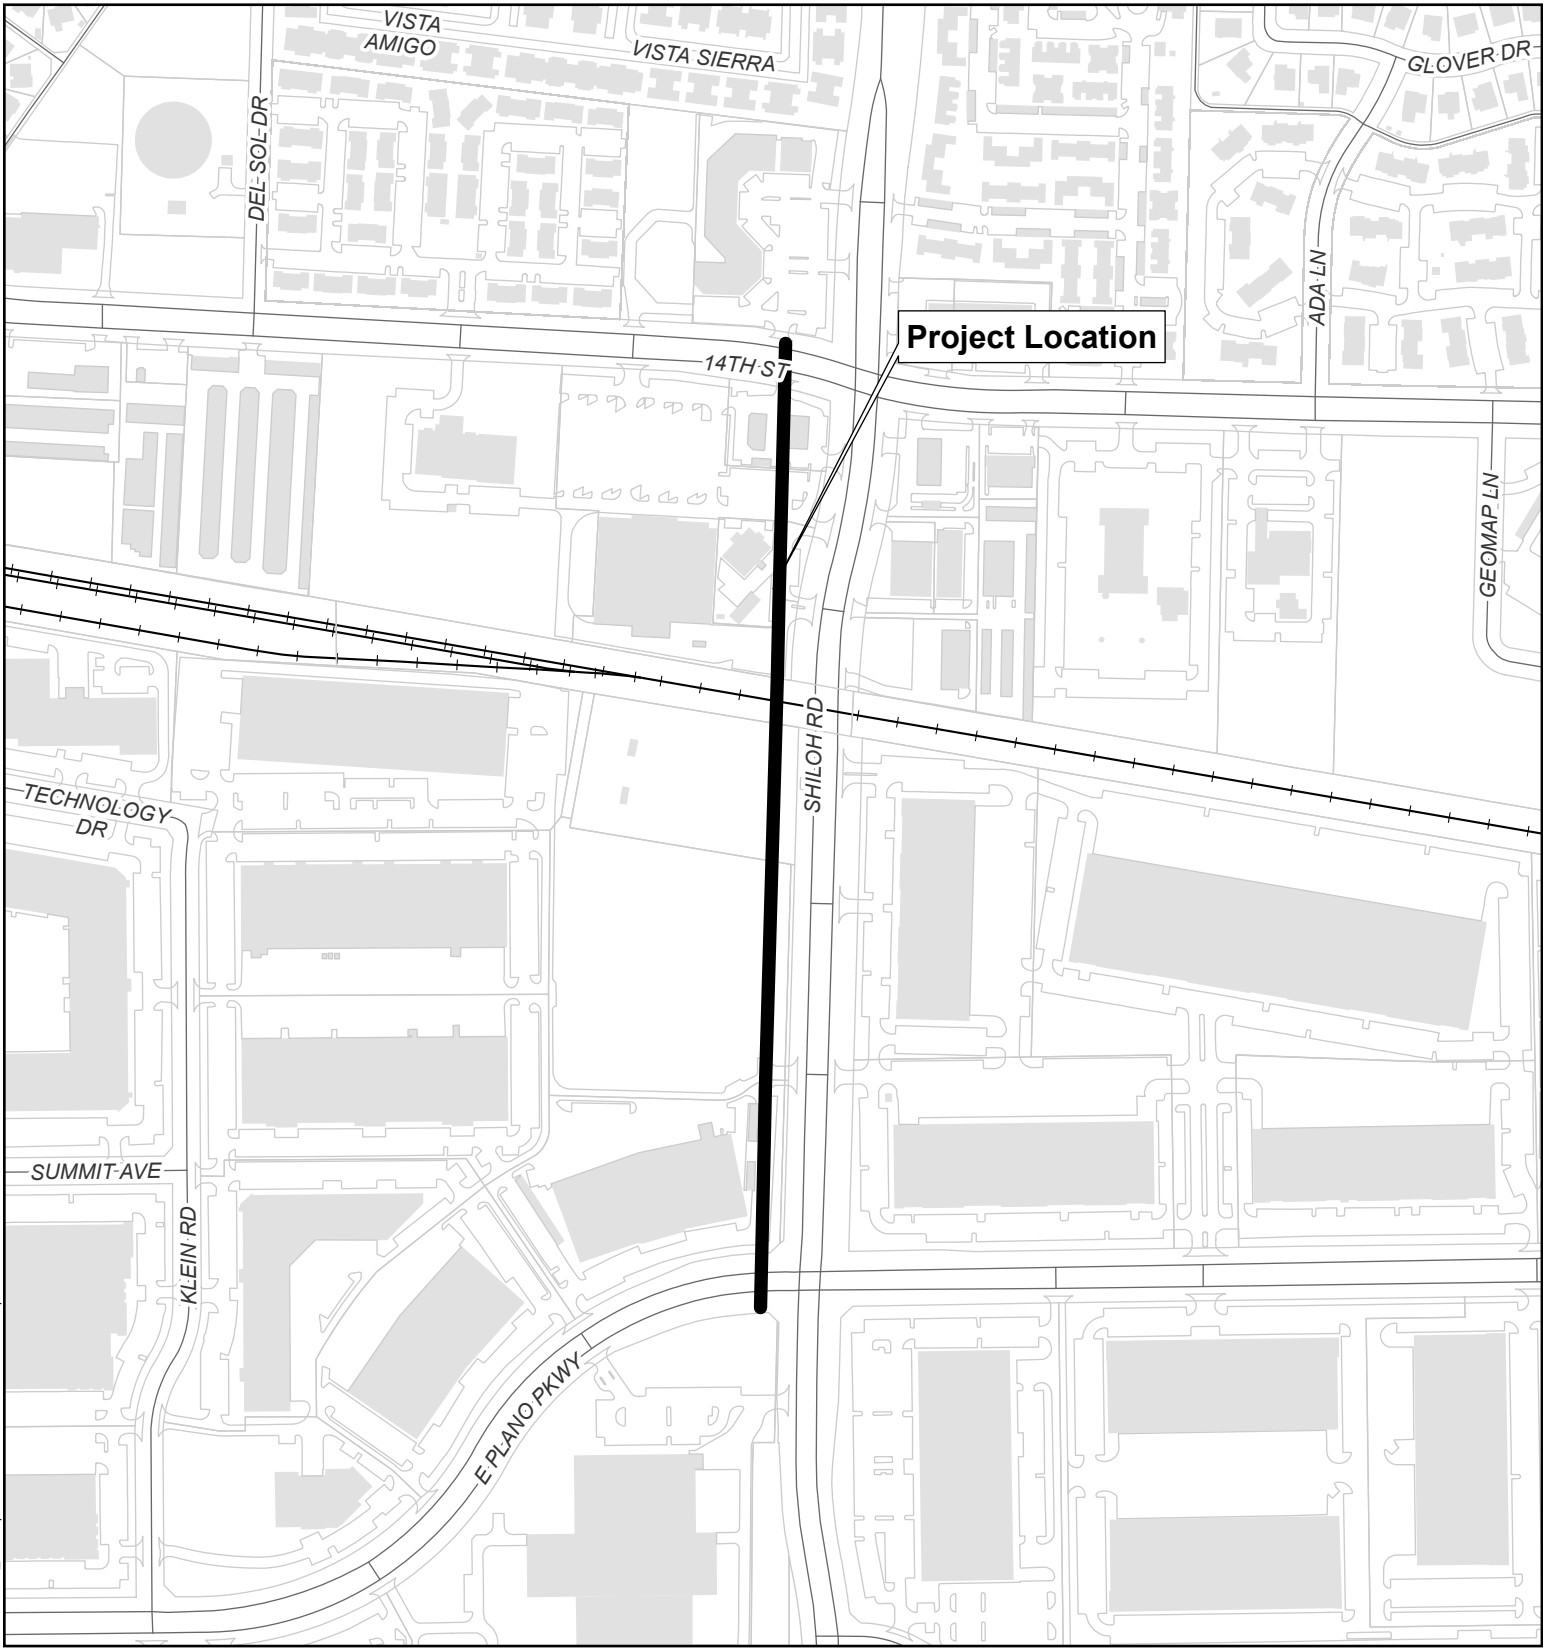 VISTA
AMIGO
VISTA SIERRA
GLOVER DR
DEL SOL DR
ADA LN
Project Location
14TH ST
GEOMAP LN
SHILOH RD
TECHNOLOGY
DR
SUMMIT AVE
KLEIN RD
E PLANO PKWY